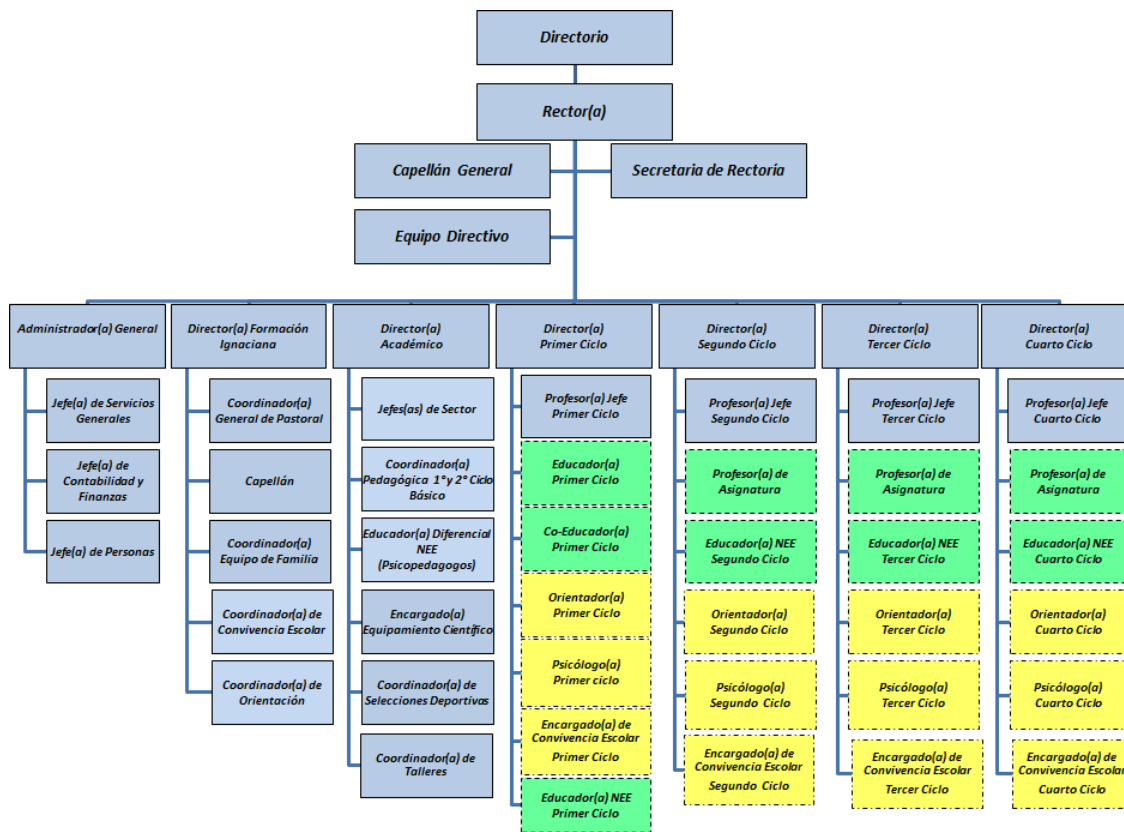 Directorio
Rector(a)
Capellán General
Secretaria de Rectoría
Equipo Directivo
Administrador(a) General
Jefe(a) de Servicios
Generales
Jefe(a) de
Contabilidad y
Finanzas
Jefe(a) de Personas
Director(a) Formación
Ignaciana
Coordinador(a)
General de Pastoral
Capellán
Coordinador(a)
Equipo de Familia
Coordinador(a) de
Convivencia Escolar
Coordinador(a) de
Orientación
Director(a)
Académico
Jefes(as) de Sector
Coordinador(a)
Pedagógica 1° y 2° Ciclo
Básico
Educador(a) Diferencial
NEE
(Psicopedagogos)
Encargado(a)
Equipamiento Científico
Coordinador(a) de
Selecciones Deportivas
Coordinador(a) de
Talleres
Director(a)
Primer Ciclo
Profesor(a) Jefe
Primer Ciclo
Educador(a)
Primer Ciclo
Co-Educador(a)
Primer Ciclo
Orientador(a)
Primer Ciclo
Psicólogo(a)
Primer ciclo
Encargado(a) de
Convivencia Escolar
Primer Ciclo
Educador(a) NEE
Primer Ciclo
Director(a)
Segundo Ciclo
Profesor(a) Jefe
Segundo Ciclo
Profesor(a) de
Asignatura
Educador(a) NEE
Segundo Ciclo
Orientador(a)
Segundo Ciclo
Psicólogo(a)
Segundo Ciclo
Encargado(a) de
Convivencia Escolar
Segundo Ciclo
Director(a)
Tercer Ciclo
Profesor(a) Jefe
Tercer Ciclo
Profesor(a) de
Asignatura
Educador(a) NEE
Tercer Ciclo
Orientador(a)
Tercer Ciclo
Psicólogo(a)
Tercer Ciclo
Encargado(a) de
Convivencia Escolar
Tercer Ciclo
Director(a)
Cuarto Ciclo
Profesor(a) Jefe
Cuarto Ciclo
Profesor(a) de
Asignatura
Educador(a) NEE
Cuarto Ciclo
Orientador(a)
Cuarto Ciclo
Psicólogo(a)
Cuarto Ciclo
Encargado(a) de
Convivencia Escolar
Cuarto Ciclo